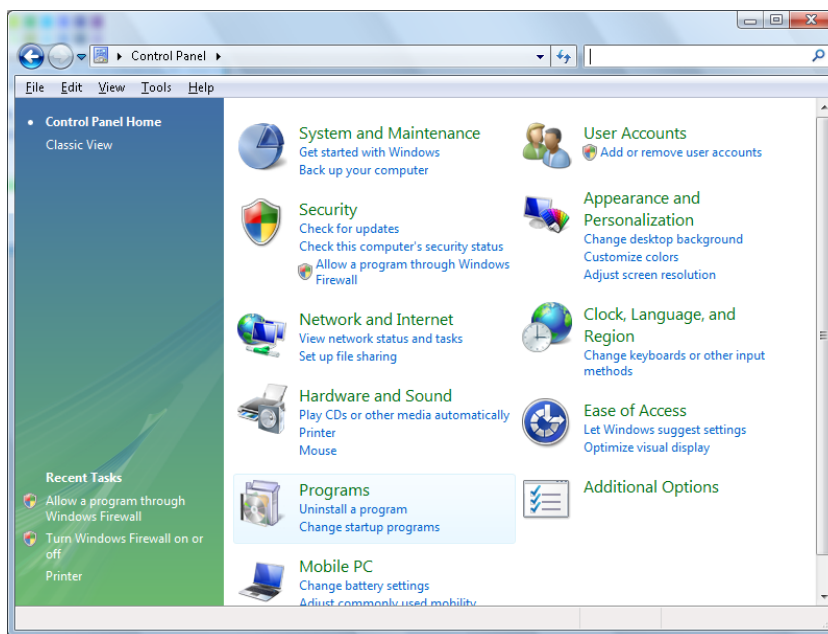 Control Panel
File Edit View Tools Help
Control Panel Home
Classic View
Recent Tasks
Allow a program through
Windows Firewall
Turn Windows Firewall on or
off
Printer
System and Maintenance
Get started with Windows
Back up your computer
Security
Check for updates
Check this computer's security status
Allow a program through Windows
Firewall
Network and Internet
View network status and tasks
Set up file sharing
Hardware and Sound
Play CDs or other media automatically
Printer
Mouse
Programs
Uninstall a program
Change startup programs
Mobile PC
Change battery settings
Adjust commonly used mobility
User Accounts
Add or remove user accounts
Appearance and
Personalization
Change desktop background
Customize colors
Adjust screen resolution
Clock, Language, and
Region
Change keyboards or other input
methods
Ease of Access
Let Windows suggest settings
Optimize visual display
Additional Options